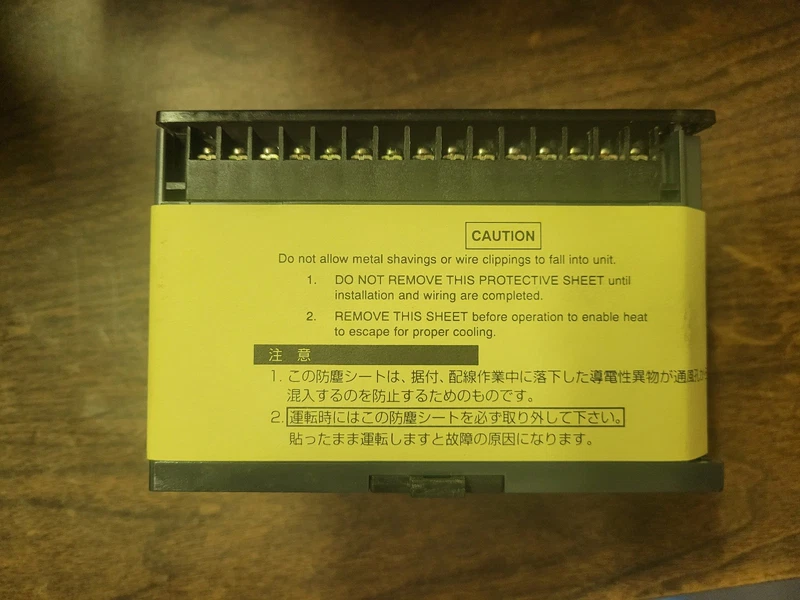 CAUTION
Do not allow metal shavings or wire clippings to fall into unit.
1. DO NOT REMOVE THIS PROTECTIVE SHEET until
installation and wiring are completed.
2. REMOVE THIS SHEET before operation to enable heat
to escape for proper cooling.
注 意
1. この防塵シートは、据付、配線作業中に落下した導電性異物が通風
混入するのを防止するためのものです。
2. 運転時にはこの防塵シートを必ず取り外して下さい。
貼ったまま運転しますと故障の原因になります。